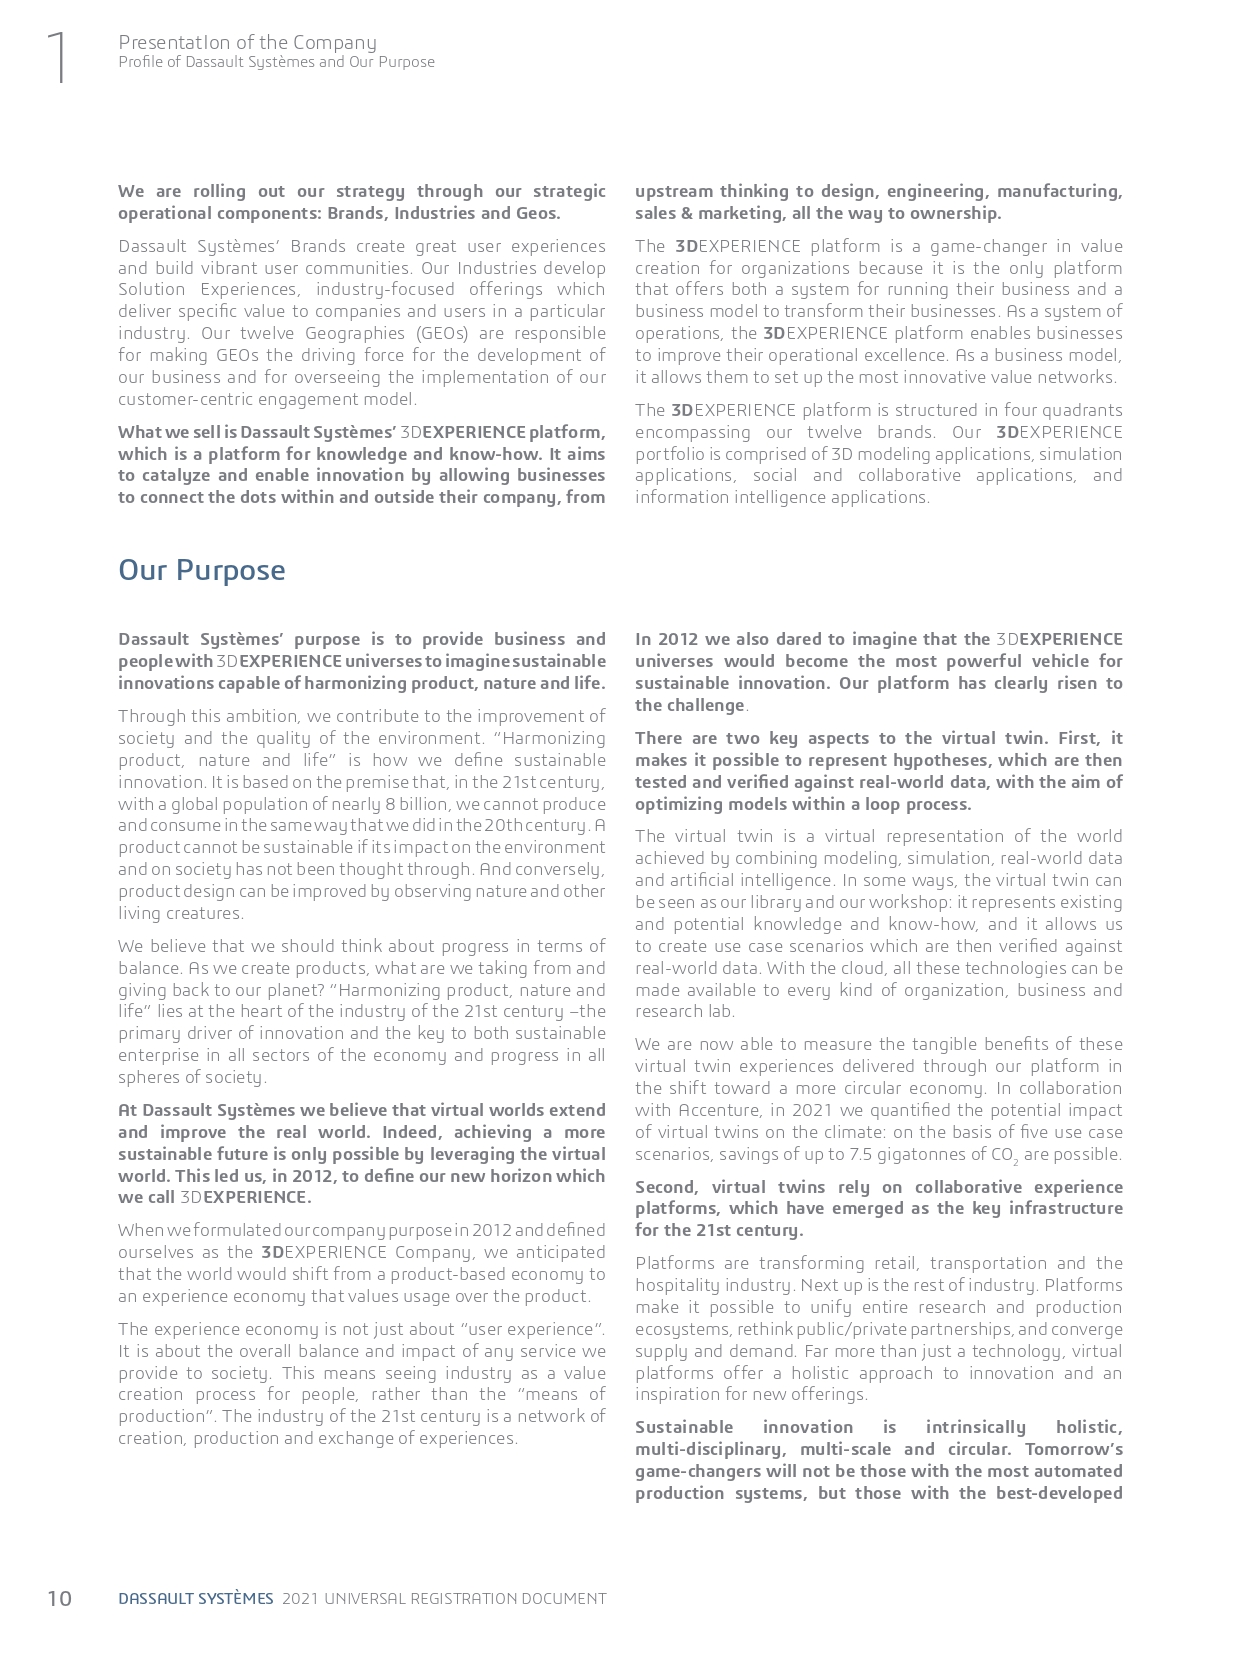 1
Presentation of the Company
Profile of Dassault Systèmes and Our Purpose
We are rolling out our strategy through our strategic
operational components: Brands, Industries and Geos.
Dassault Systèmes’ Brands create great user experiences
and build vibrant user communities. Our Industries develop
Solution Experiences, industry-focused offerings which
deliver specific value to companies and users in a particular
industry. Our twelve Geographies (GEOs) are responsible
for making GEOs the driving force for the development of
our business and for overseeing the implementation of our
customer-centric engagement model.
What we sell is Dassault Systèmes’ 3DEXPERIENCE platform,
which is a platform for knowledge and know-how. It aims
to catalyze and enable innovation by allowing businesses
to connect the dots within and outside their company, from
upstream thinking to design, engineering, manufacturing,
sales & marketing, all the way to ownership.
The 3DEXPERIENCE platform is a game-changer in value
creation for organizations because it is the only platform
that offers both a system for running their business and a
business model to transform their businesses. As a system of
operations, the 3DEXPERIENCE platform enables businesses
to improve their operational excellence. As a business model,
it allows them to set up the most innovative value networks.
The 3DEXPERIENCE platform is structured in four quadrants
encompassing our twelve brands. Our 3DEXPERIENCE
portfolio is comprised of 3D modeling applications, simulation
applications, social and collaborative applications, and
information intelligence applications.
Our Purpose
Dassault Systèmes’ purpose is to provide business and
people with 3DEXPERIENCE universes to imagine sustainable
innovations capable of harmonizing product, nature and life.
Through this ambition, we contribute to the improvement of
society and the quality of the environment. “Harmonizing
product, nature and life” is how we define sustainable
innovation. It is based on the premise that, in the 21st century,
with a global population of nearly 8 billion, we cannot produce
and consume in the same way that we did in the 20th century. A
product cannot be sustainable if its impact on the environment
and on society has not been thought through. And conversely,
product design can be improved by observing nature and other
living creatures.
We believe that we should think about progress in terms of
balance. As we create products, what are we taking from and
giving back to our planet? “Harmonizing product, nature and
life” lies at the heart of the industry of the 21st century –the
primary driver of innovation and the key to both sustainable
enterprise in all sectors of the economy and progress in all
spheres of society.
At Dassault Systèmes we believe that virtual worlds extend
and improve the real world. Indeed, achieving a more
sustainable future is only possible by leveraging the virtual
world. This led us, in 2012, to define our new horizon which
we call 3DEXPERIENCE.
When we formulated our company purpose in 2012 and defined
ourselves as the 3DEXPERIENCE Company, we anticipated
that the world would shift from a product-based economy to
an experience economy that values usage over the product.
The experience economy is not just about “user experience”.
It is about the overall balance and impact of any service we
provide to society. This means seeing industry as a value
creation process for people, rather than the “means of
production”. The industry of the 21st century is a network of
creation, production and exchange of experiences.
In 2012 we also dared to imagine that the 3DEXPERIENCE
universes would become the most powerful vehicle for
sustainable innovation. Our platform has clearly risen to
the challenge.
There are two key aspects to the virtual twin. First, it
makes it possible to represent hypotheses, which are then
tested and verified against real-world data, with the aim of
optimizing models within a loop process.
The virtual twin is a virtual representation of the world
achieved by combining modeling, simulation, real-world data
and artificial intelligence. In some ways, the virtual twin can
be seen as our library and our workshop: it represents existing
and potential knowledge and know-how, and it allows us
to create use case scenarios which are then verified against
real-world data. With the cloud, all these technologies can be
made available to every kind of organization, business and
research lab.
We are now able to measure the tangible benefits of these
virtual twin experiences delivered through our platform in
the shift toward a more circular economy. In collaboration
with Accenture, in 2021 we quantified the potential impact
of virtual twins on the climate: on the basis of five use case
scenarios, savings of up to 7.5 gigatonnes of CO2 are possible.
Second, virtual twins rely on collaborative experience
platforms, which have emerged as the key infrastructure
for the 21st century.
Platforms are transforming retail, transportation and the
hospitality industry. Next up is the rest of industry. Platforms
make it possible to unify entire research and production
ecosystems, rethink public/private partnerships, and converge
supply and demand. Far more than just a technology, virtual
platforms offer a holistic approach to innovation and an
inspiration for new offerings.
Sustainable innovation is intrinsically holistic,
multi-disciplinary, multi-scale and circular. Tomorrow’s
game-changers will not be those with the most automated
production systems, but those with the best-developed
10 DASSAULT SYSTÈMES 2021 UNIVERSAL REGISTRATION DOCUMENT